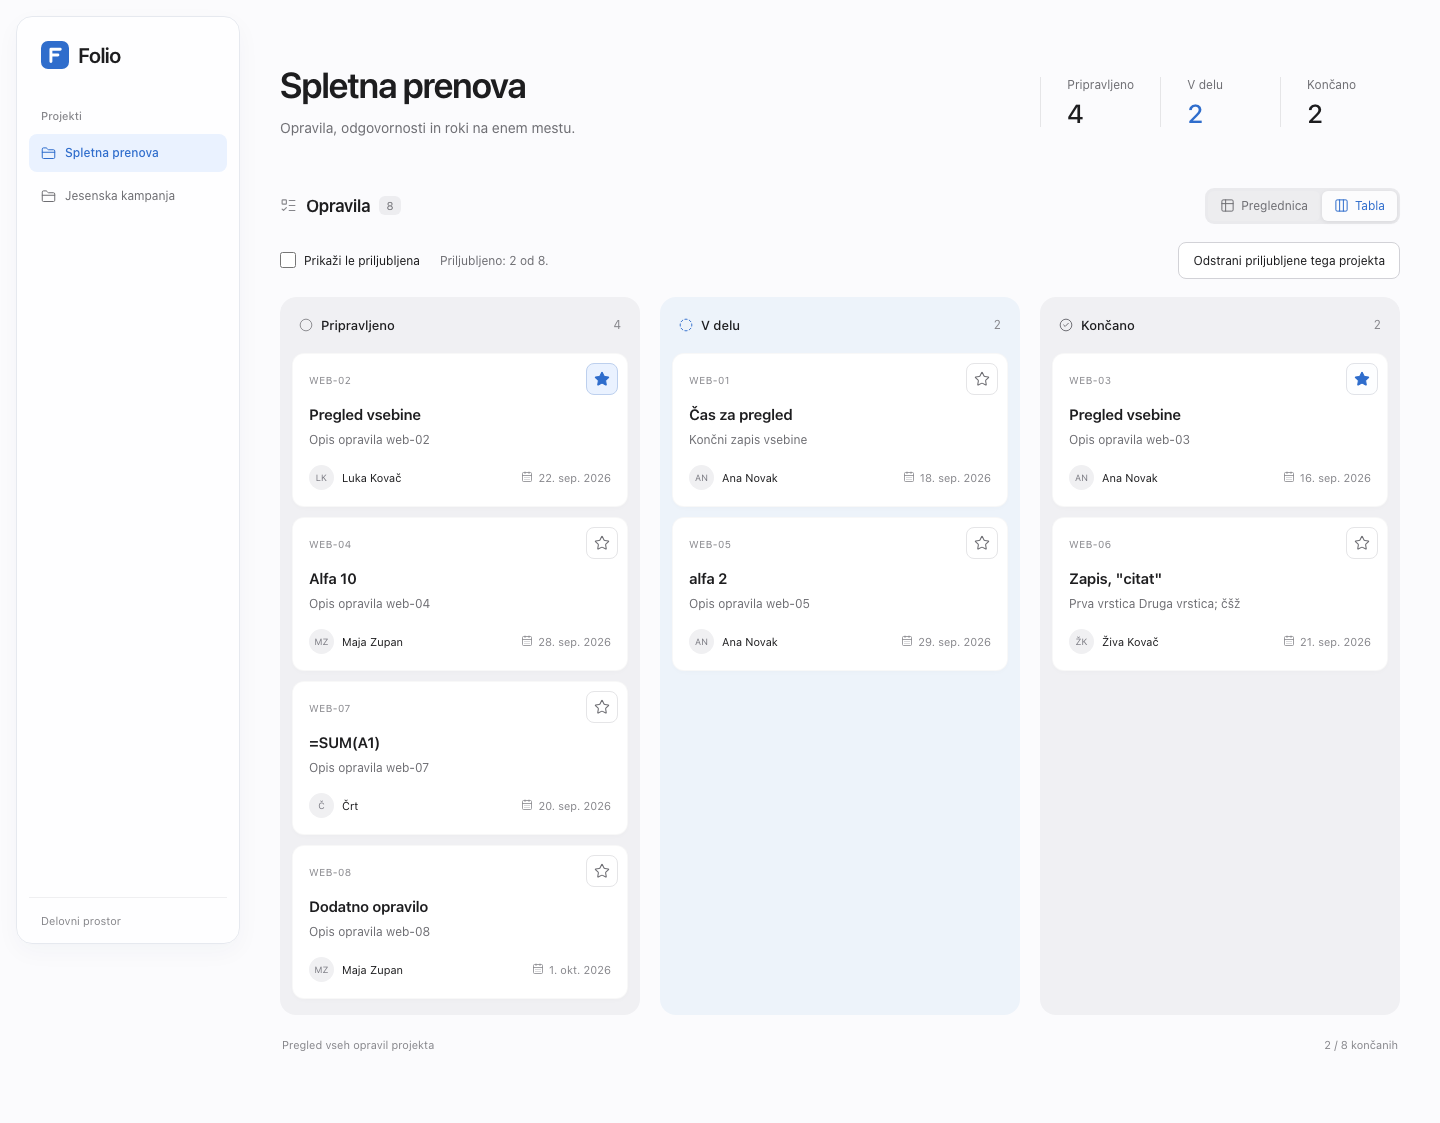 Folio
Projekti
Spletna prenova
Jesenska kampanja
Delovni prostor
Spletna prenova
Opravila, odgovornosti in roki na enem mestu.
Pripravljeno
4
V delu
2
Končano
2
Opravila 8
Preglednica
Tabla
Prikaži le priljubljena
Priljubljeno: 2 od 8.
Odstrani priljubljene tega projekta
Pripravljeno 4
WEB-02
Pregled vsebine
Opis opravila web-02
LK Luka Kovač 22. sep. 2026
WEB-04
Alfa 10
Opis opravila web-04
MZ Maja Zupan 28. sep. 2026
WEB-07
=SUM(A1)
Opis opravila web-07
Č Črt 20. sep. 2026
WEB-08
Dodatno opravilo
Opis opravila web-08
MZ Maja Zupan 1. okt. 2026
V delu 2
WEB-01
Čas za pregled
Končni zapis vsebine
AN Ana Novak 18. sep. 2026
WEB-05
alfa 2
Opis opravila web-05
AN Ana Novak 29. sep. 2026
Končano 2
WEB-03
Pregled vsebine
Opis opravila web-03
AN Ana Novak 16. sep. 2026
WEB-06
Zapis, "citat"
Prva vrstica Druga vrstica; čšž
ŽK Živa Kovač 21. sep. 2026
Pregled vseh opravil projekta
2 / 8 končanih